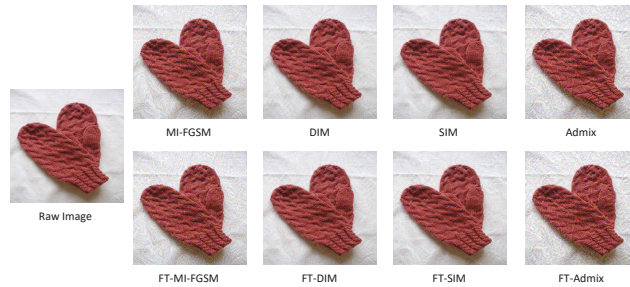 MI-FGSM
DIM
SIM
Admix
Raw Image
FT-MI-FGSM
FT-DIM
FT-SIM
FT-Admix